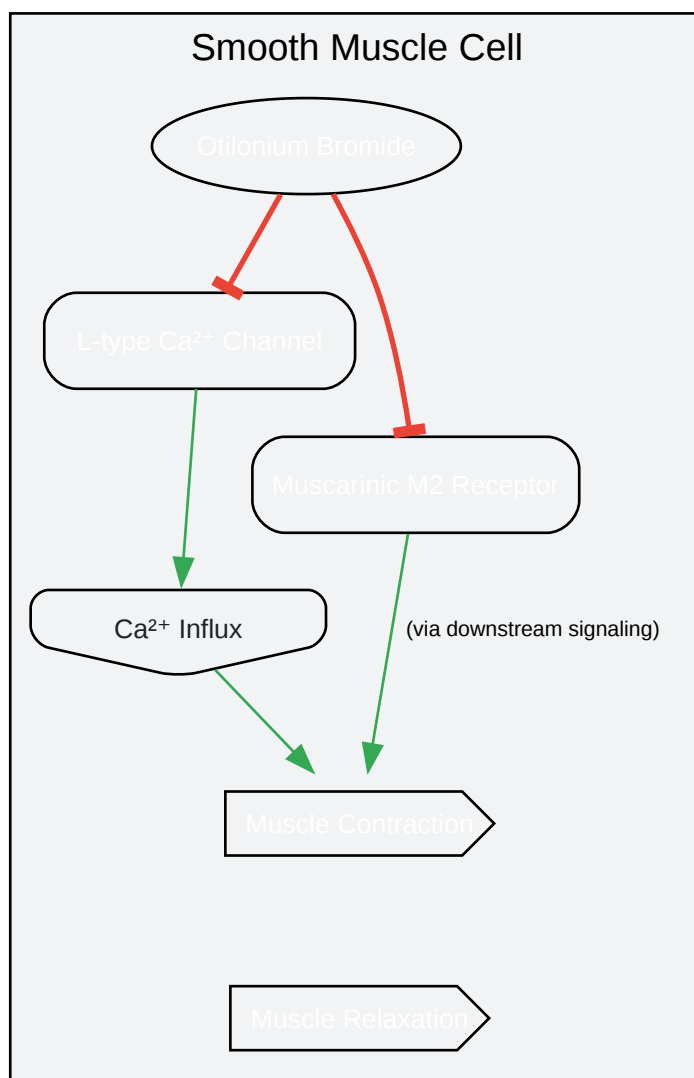 Smooth Muscle Cell
Otilonium Bromide
L-type Ca²⁺ Channel
Muscarinic M2 Receptor
Ca²⁺ Influx
(via downstream signaling)
Muscle Contraction
Muscle Relaxation